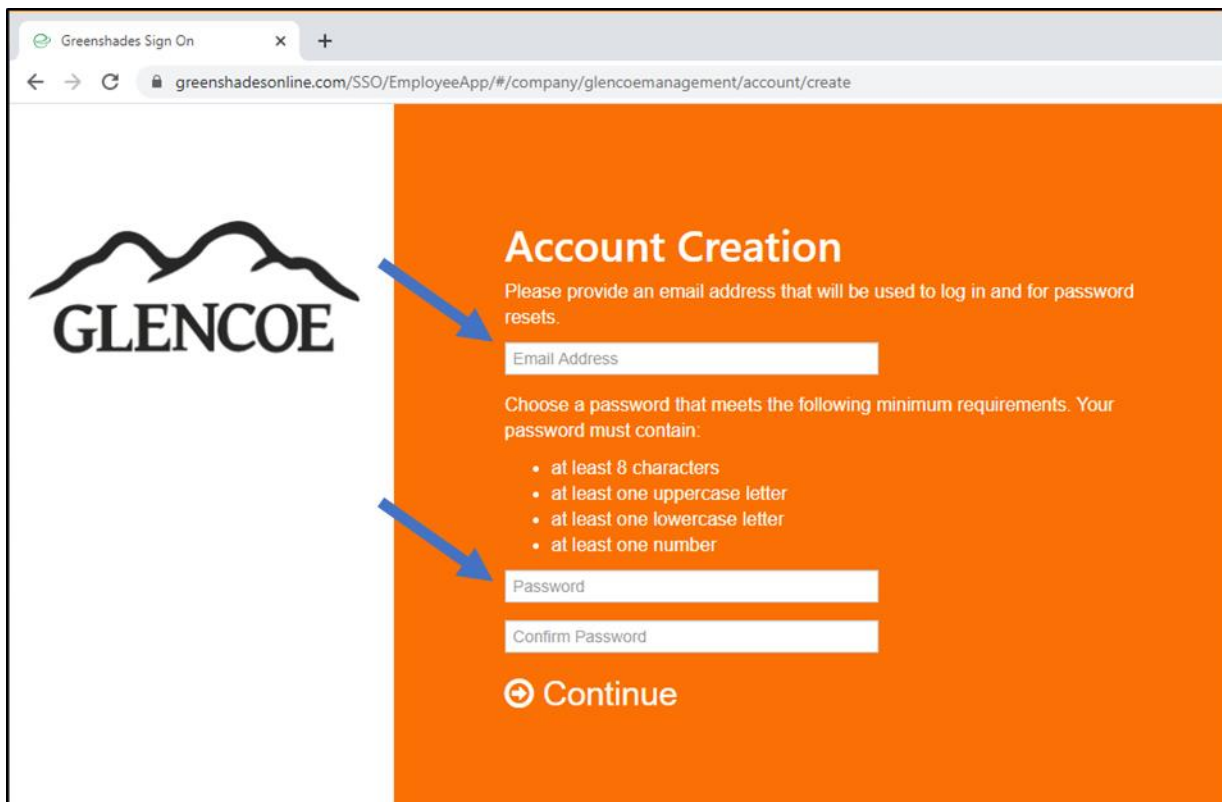 Greenshades Sign On
greenshadesonline.com/SSO/EmployeeApp/#/company/glencoemanagement/account/create
GLENCOE
Account Creation
Please provide an email address that will be used to log in and for password
resets.
Email Address
Choose a password that meets the following minimum requirements. Your
password must contain:
• at least 8 characters
• at least one uppercase letter
• at least one lowercase letter
• at least one number
Password
Confirm Password
Continue